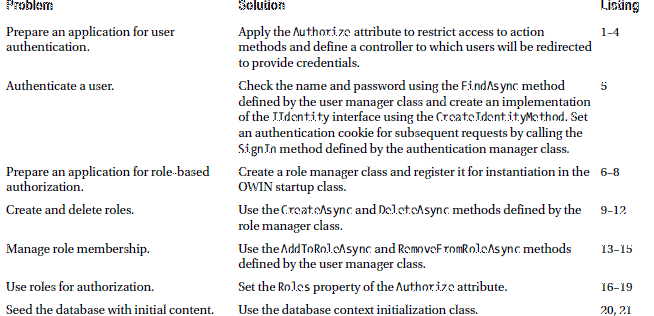 Problem Solution Listing
Prepare an application for user Apply the Authorize attribute to restrict access to action 1–4
authentication. methods and define a controller to which users will be redirected
to provide credentials.
Authenticate a user. Check the name and password using the FindAsync method 5
defined by the user manager class and create an implementation
of the IIdentity interface using the CreateIdentityMethod. Set
an authentication cookie for subsequent requests by calling the
SignIn method defined by the authentication manager class.
Prepare an application for role-based Create a role manager class and register it for instantiation in the 6–8
authorization. OWIN startup class.
Create and delete roles. Use the CreateAsync and DeleteAsync methods defined by the 9–12
role manager class.
Manage role membership. Use the AddToRoleAsync and RemoveFromRoleAsync methods 13–15
defined by the user manager class.
Use roles for authorization. Set the Roles property of the Authorize attribute. 16–19
Seed the database with initial content. Use the database context initialization class. 20, 21